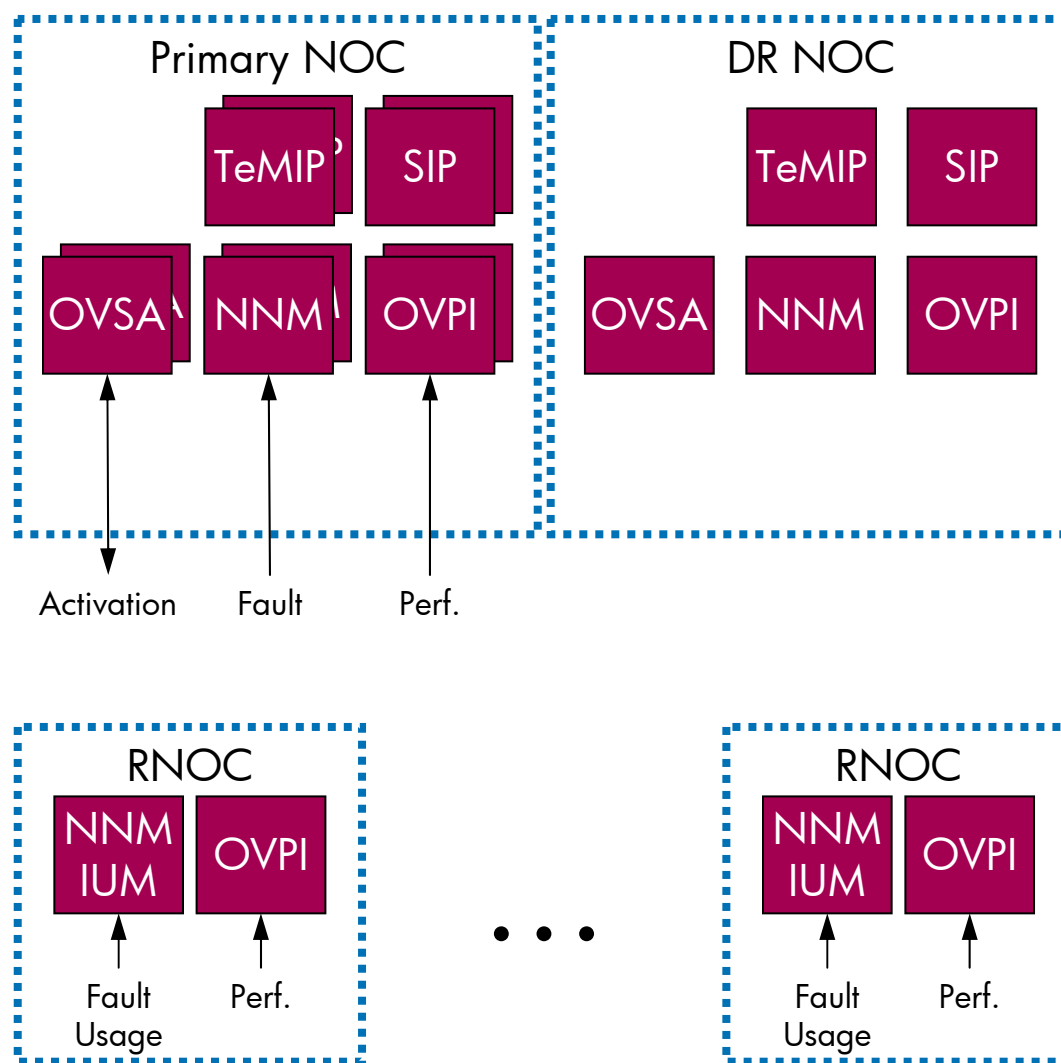 Primary NOC
TeMIP
P
SIP
OVSA
A
NNM
M
OVPI
Activation
Fault
Perf.
DR NOC
TeMIP
SIP
OVSA
NNM
OVPI
RNOC
NNM
IUM
OVPI
Fault
Usage
Perf.
• • •
RNOC
NNM
IUM
OVPI
Fault
Usage
Perf.